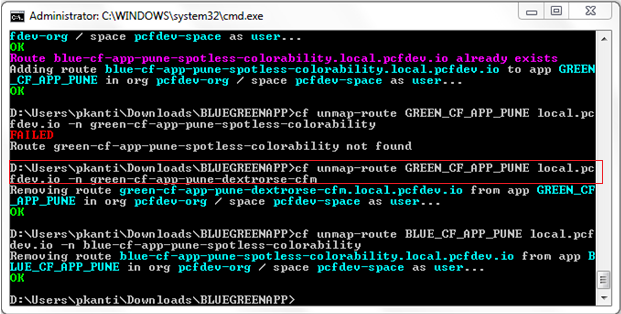 Administrator: C:\WINDOWS\system32\cmd.exe
fdev-org / space pcfdev-space as user...
OK
Route blue-cf-app-pune-spotless-colorability.local.pcfdev.io already exists
Adding route blue-cf-app-pune-spotless-colorability.local.pcfdev.io to app GREEN
_CF_APP_PUNE in org pcfdev-org / space pcfdev-space as user...
OK
D:\Users\pkanti\Downloads\BLUEGREENAPP>cf unmap-route GREEN_CF_APP_PUNE local.pc
fdev.io -n green-cf-app-pune-spotless-colorability
FAILED
Route green-cf-app-pune-spotless-colorability not found
D:\Users\pkanti\Downloads\BLUEGREENAPP>cf unmap-route GREEN_CF_APP_PUNE local.pc
fdev.io -n green-cf-app-pune-dextrorse-cfm
Removing route green-cf-app-pune-dextrorse-cfm.local.pcfdev.io from app GREEN_CF
_APP_PUNE in org pcfdev-org / space pcfdev-space as user...
OK
D:\Users\pkanti\Downloads\BLUEGREENAPP>cf unmap-route BLUE_CF_APP_PUNE local.pcf
dev.io -n blue-cf-app-pune-spotless-colorability
Removing route blue-cf-app-pune-spotless-colorability.local.pcfdev.io from app B
LUE_CF_APP_PUNE in org pcfdev-org / space pcfdev-space as user...
OK
D:\Users\pkanti\Downloads\BLUEGREENAPP>